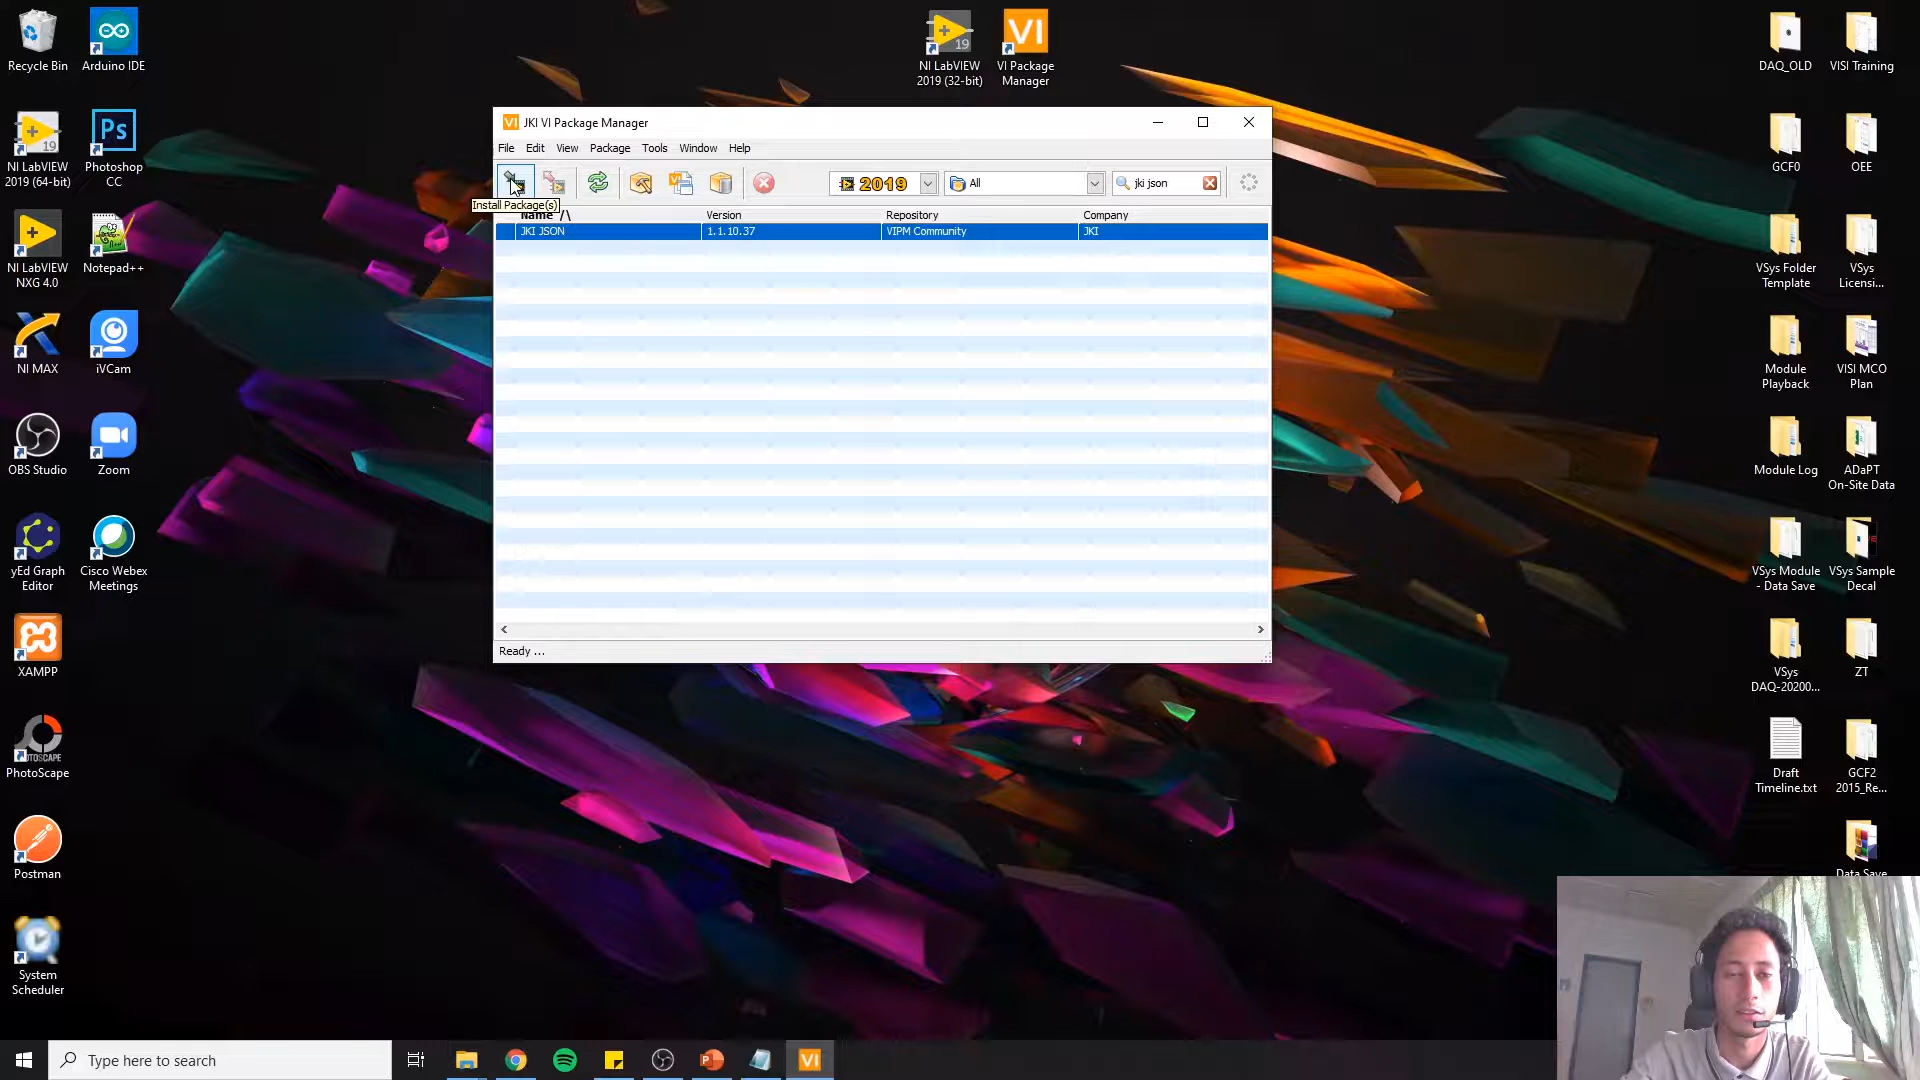 Recycle Bin
Arduino IDE
NI LabVIEW
2019 (32-bit)
VI Package
Manager
DAQ_OLD
VISI Training
JKI VI Package Manager
File Edit View Package Tools Window Help
2019
All
jki json
Install Package(s)
Name /\ Version Repository Company
JKI JSON 1.1.10.37 VIPM Community JKI
Ready ...
NI LabVIEW
2019 (64-bit)
Photoshop
CC
GCF0
OEE
NI LabVIEW
NXG 4.0
Notepad++
VSys Folder
Template
VSys
Licensi...
NI MAX
iVCam
Module
Playback
VISI MCO
Plan
OBS Studio
Zoom
Module Log
ADaPT
On-Site Data
yEd Graph
Editor
Cisco Webex
Meetings
VSys Module
- Data Save
VSys Sample
Decal
XAMPP
VSys
DAQ-20200...
ZT
PhotoScape
Draft
Timeline.txt
GCF2
2015_Re...
Postman
Data Save
System
Scheduler
Type here to search